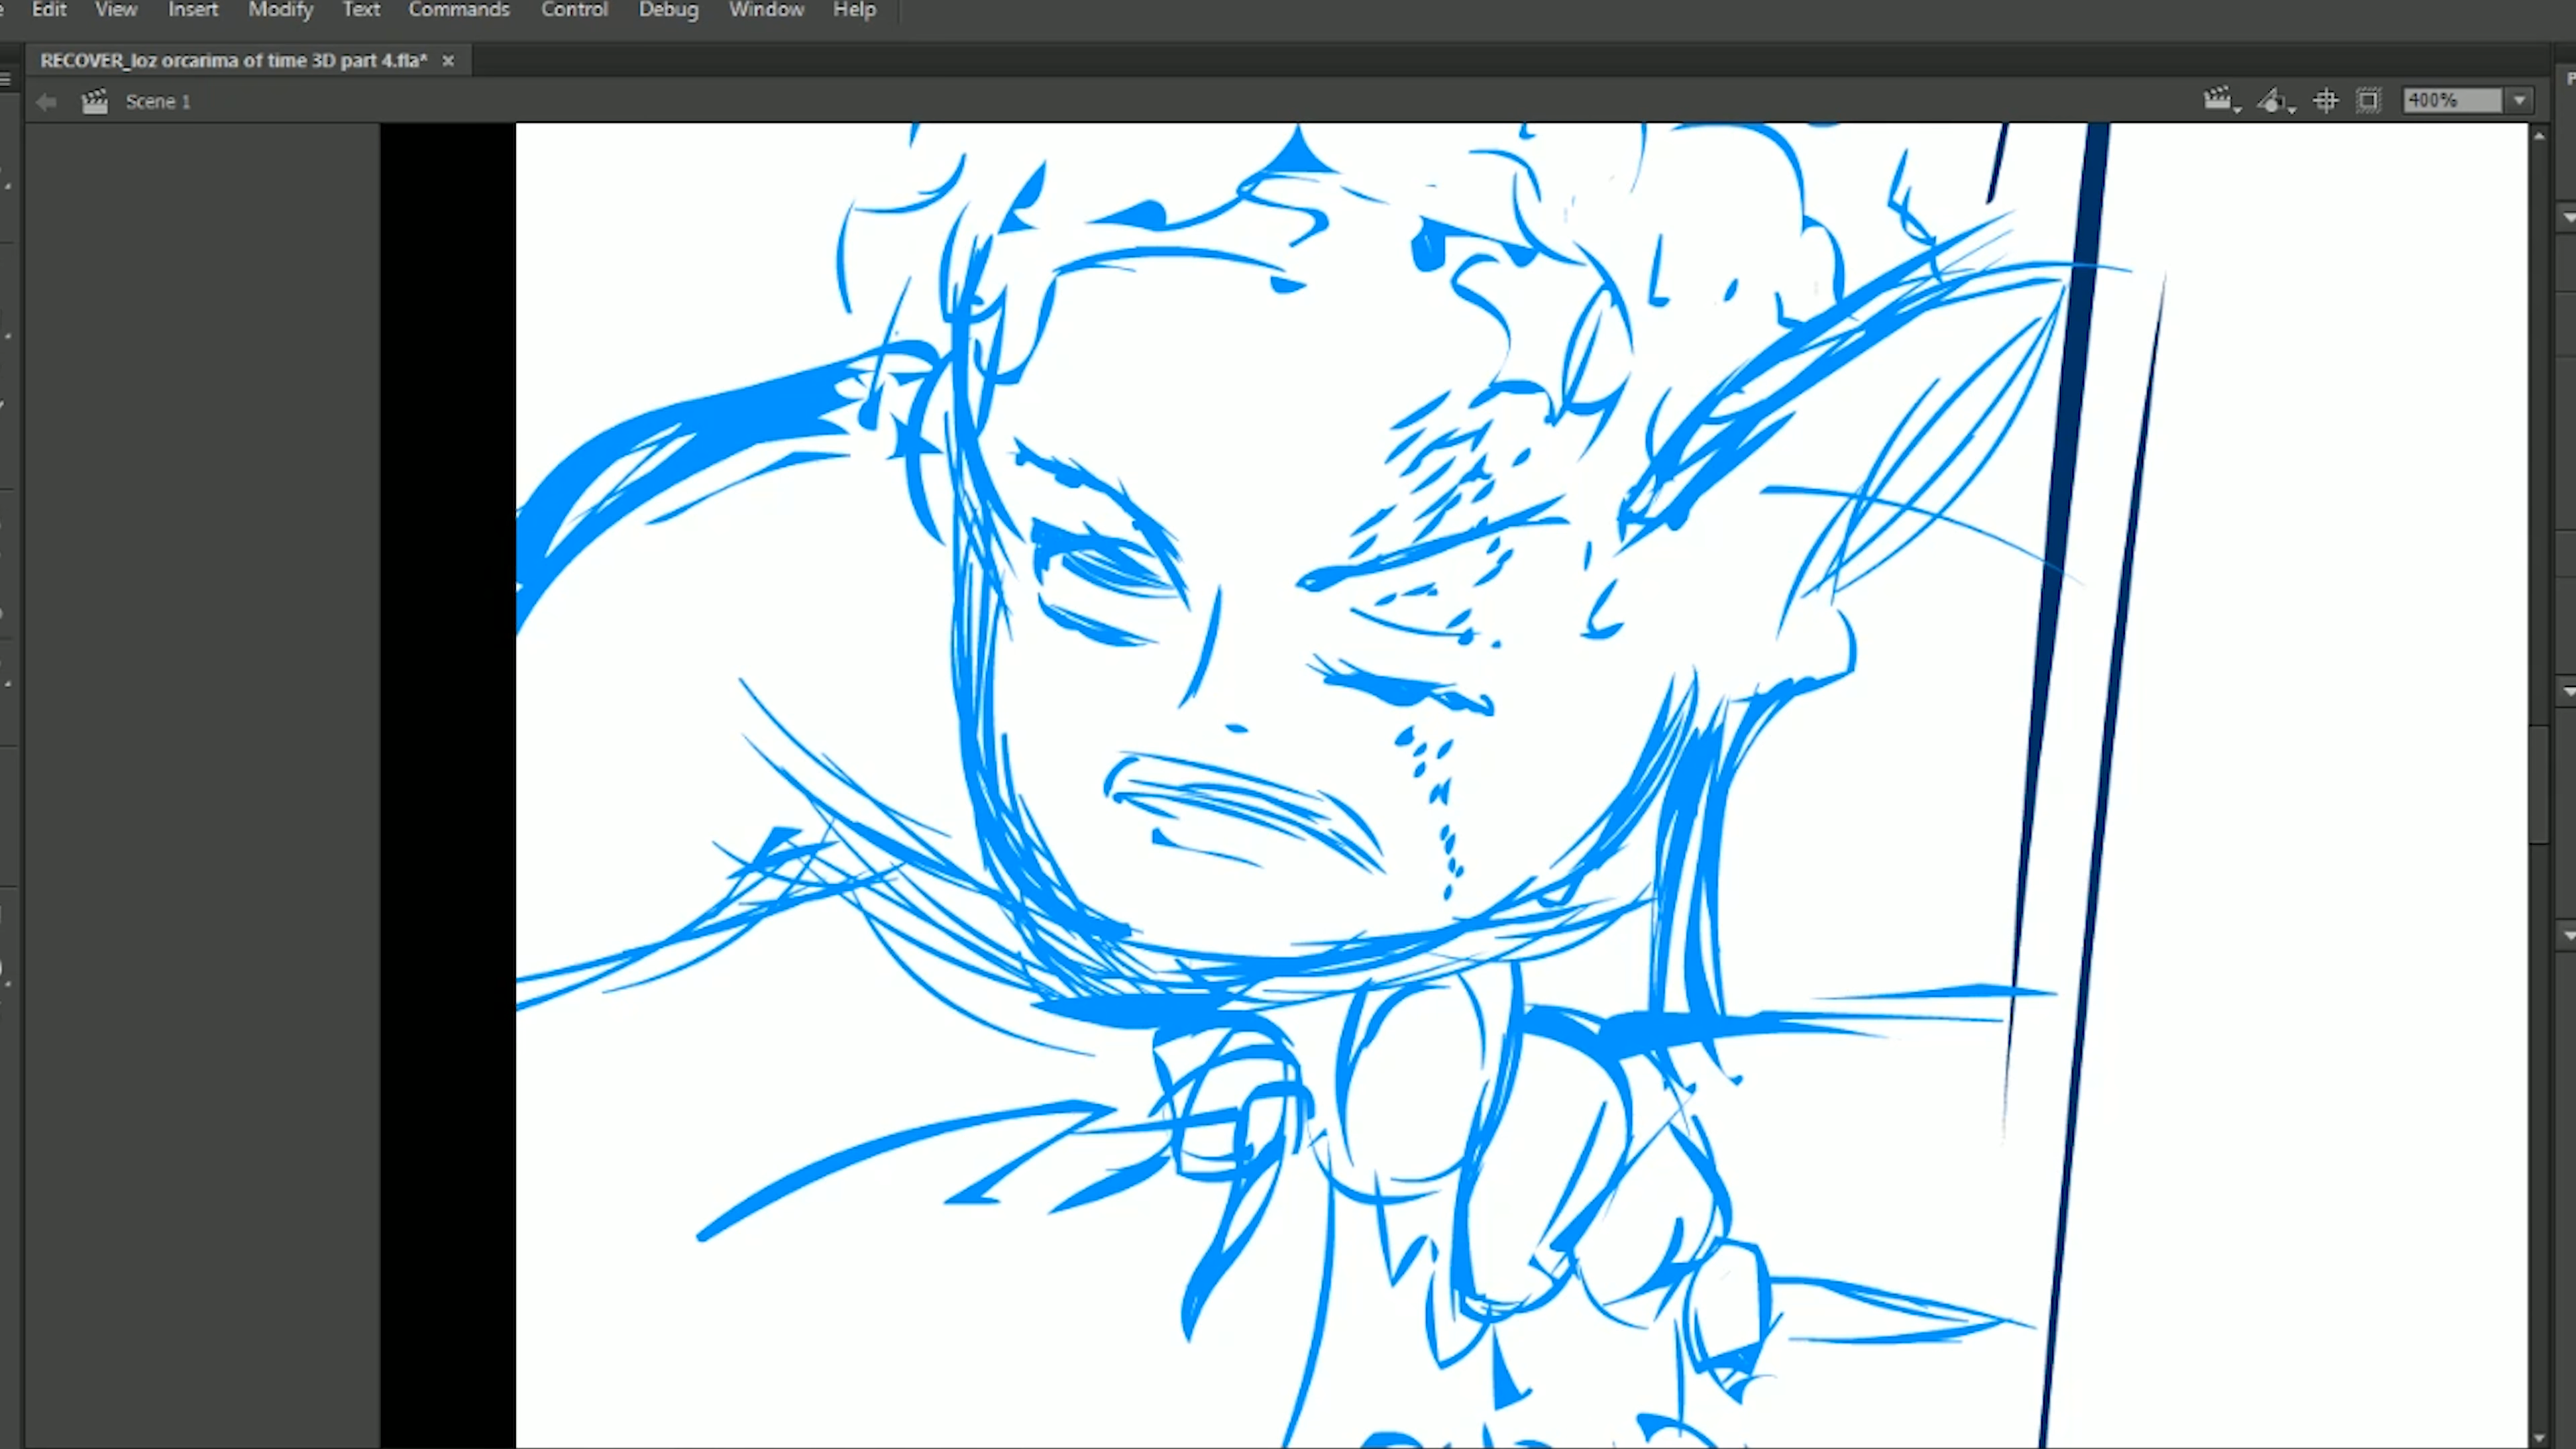 Edit View Insert Modify Text Commands Control Debug Window Help
RECOVER_loz orcarima of time 3D part 4.fla* ×
Scene 1
400%